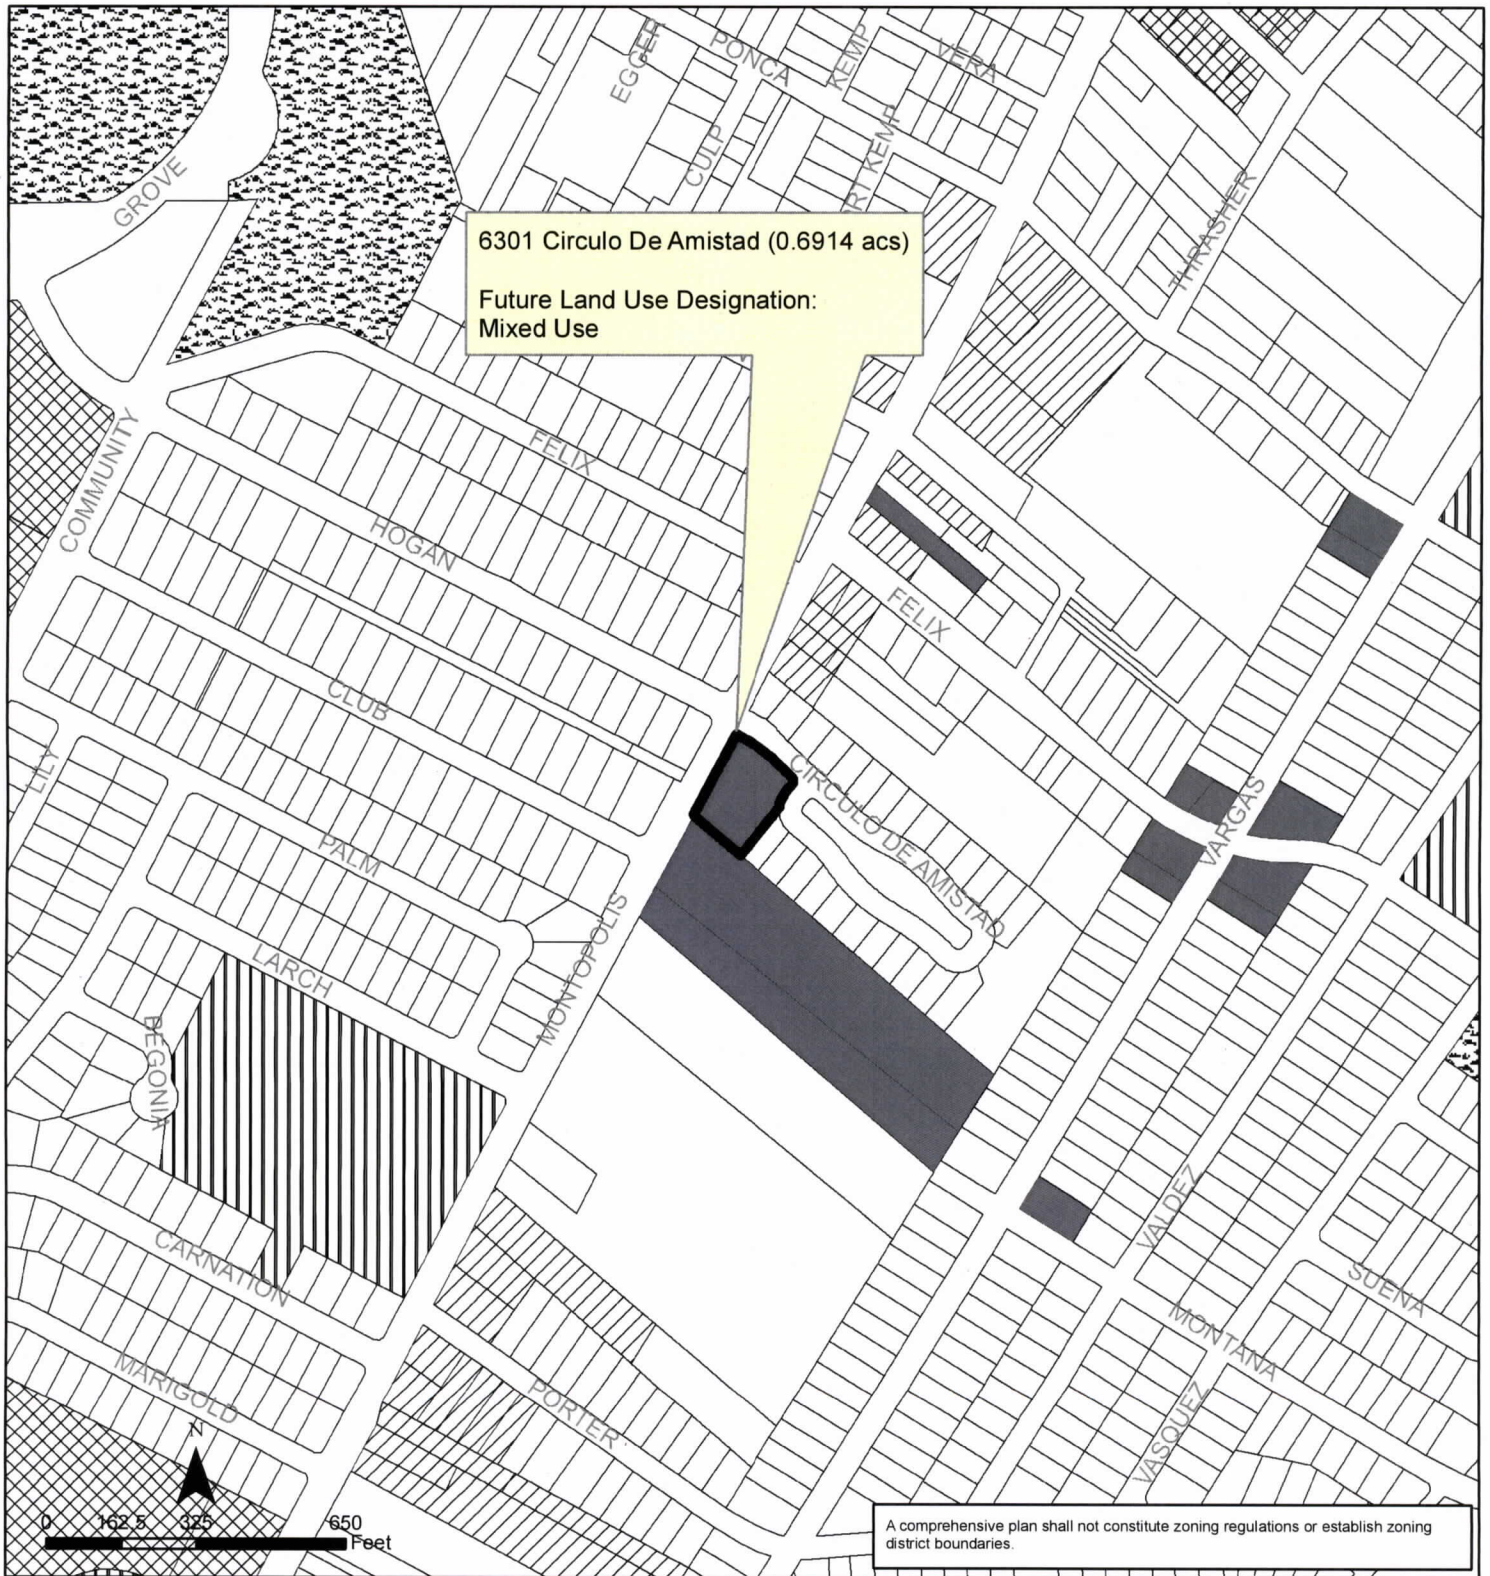 EGGER
PONCA
KEMP
VERA
CULP
RT KEMP
GROVE
THRASHER
6301 Circulo De Amistad (0.6914 acs)
Future Land Use Designation:
Mixed Use
COMMUNITY
FELIX
HOGAN
FELIX
CLUB
LILY
CIRCULO DE AMISTAD
VARGAS
PALM
MONTOPOLIS
LARCH
BEGONIA
VALDEZ
CARNATION
SUENA
MONTANA
MARIGOLD
PORTER
VASQUEZ
N
0 162.5 325 650
Feet
A comprehensive plan shall not constitute zoning regulations or establish zoning
district boundaries.